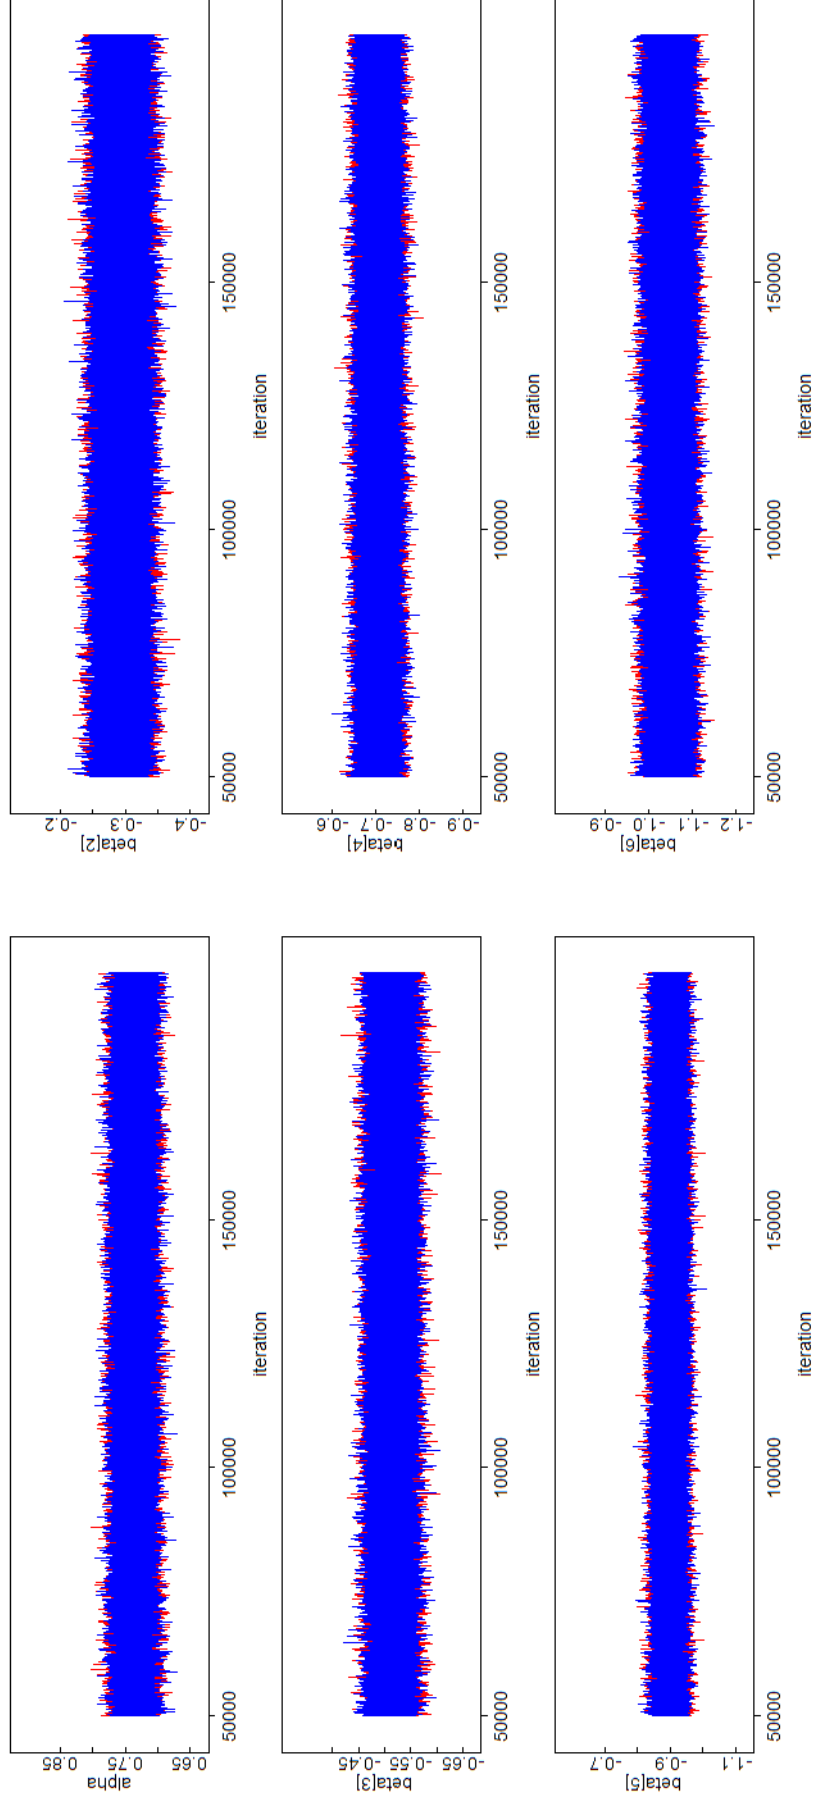 alpha
0.65 0.75 0.85
50000 100000 150000
iteration
beta[2]
-0.4 -0.3 -0.2
50000 100000 150000
iteration
beta[3]
-0.65 -0.55 -0.45
50000 100000 150000
iteration
beta[4]
-0.9 -0.8 -0.7 -0.6
50000 100000 150000
iteration
beta[5]
-1.1 -0.9 -0.7
50000 100000 150000
iteration
beta[6]
-1.2 -1.1 -1.0 -0.9
50000 100000 150000
iteration